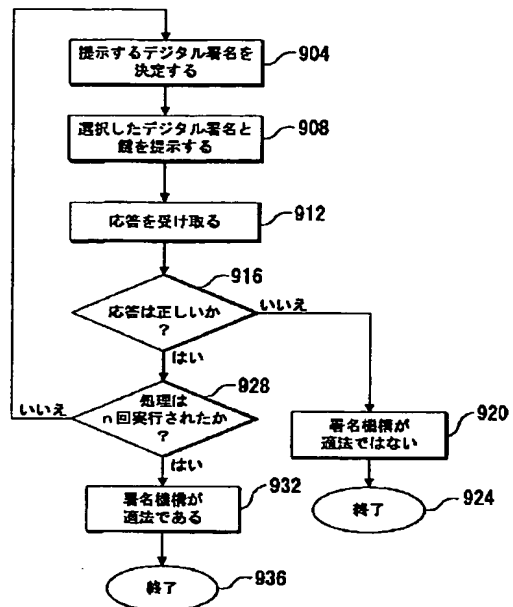 提示するデジタル署名を
決定する
904
選択したデジタル署名と
鍵を提示する
908
応答を受け取る
912
916
応答は正しいか
?
いいえ
はい
928
処理は
n回実行されたか
?
いいえ
はい
署名機構が
適法ではない
920
署名機構が
適法である
932
終了
924
終了
936